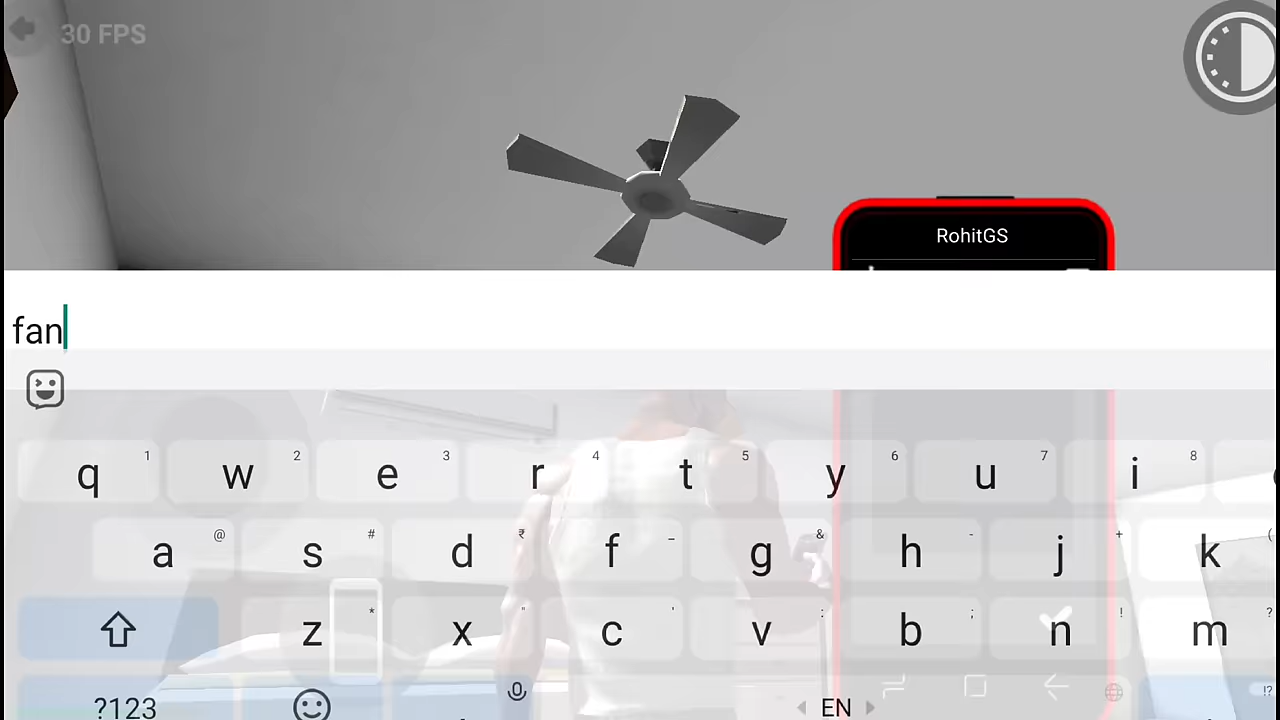 30 FPS
RohitGS
fan
q 1 w 2 e 3 r 4 t 5 y 6 u 7 i 8
a @ s # d ₹ f _ g & h - j + k (
z * x " c ' v : b ; n ! m ?
?123 EN !?